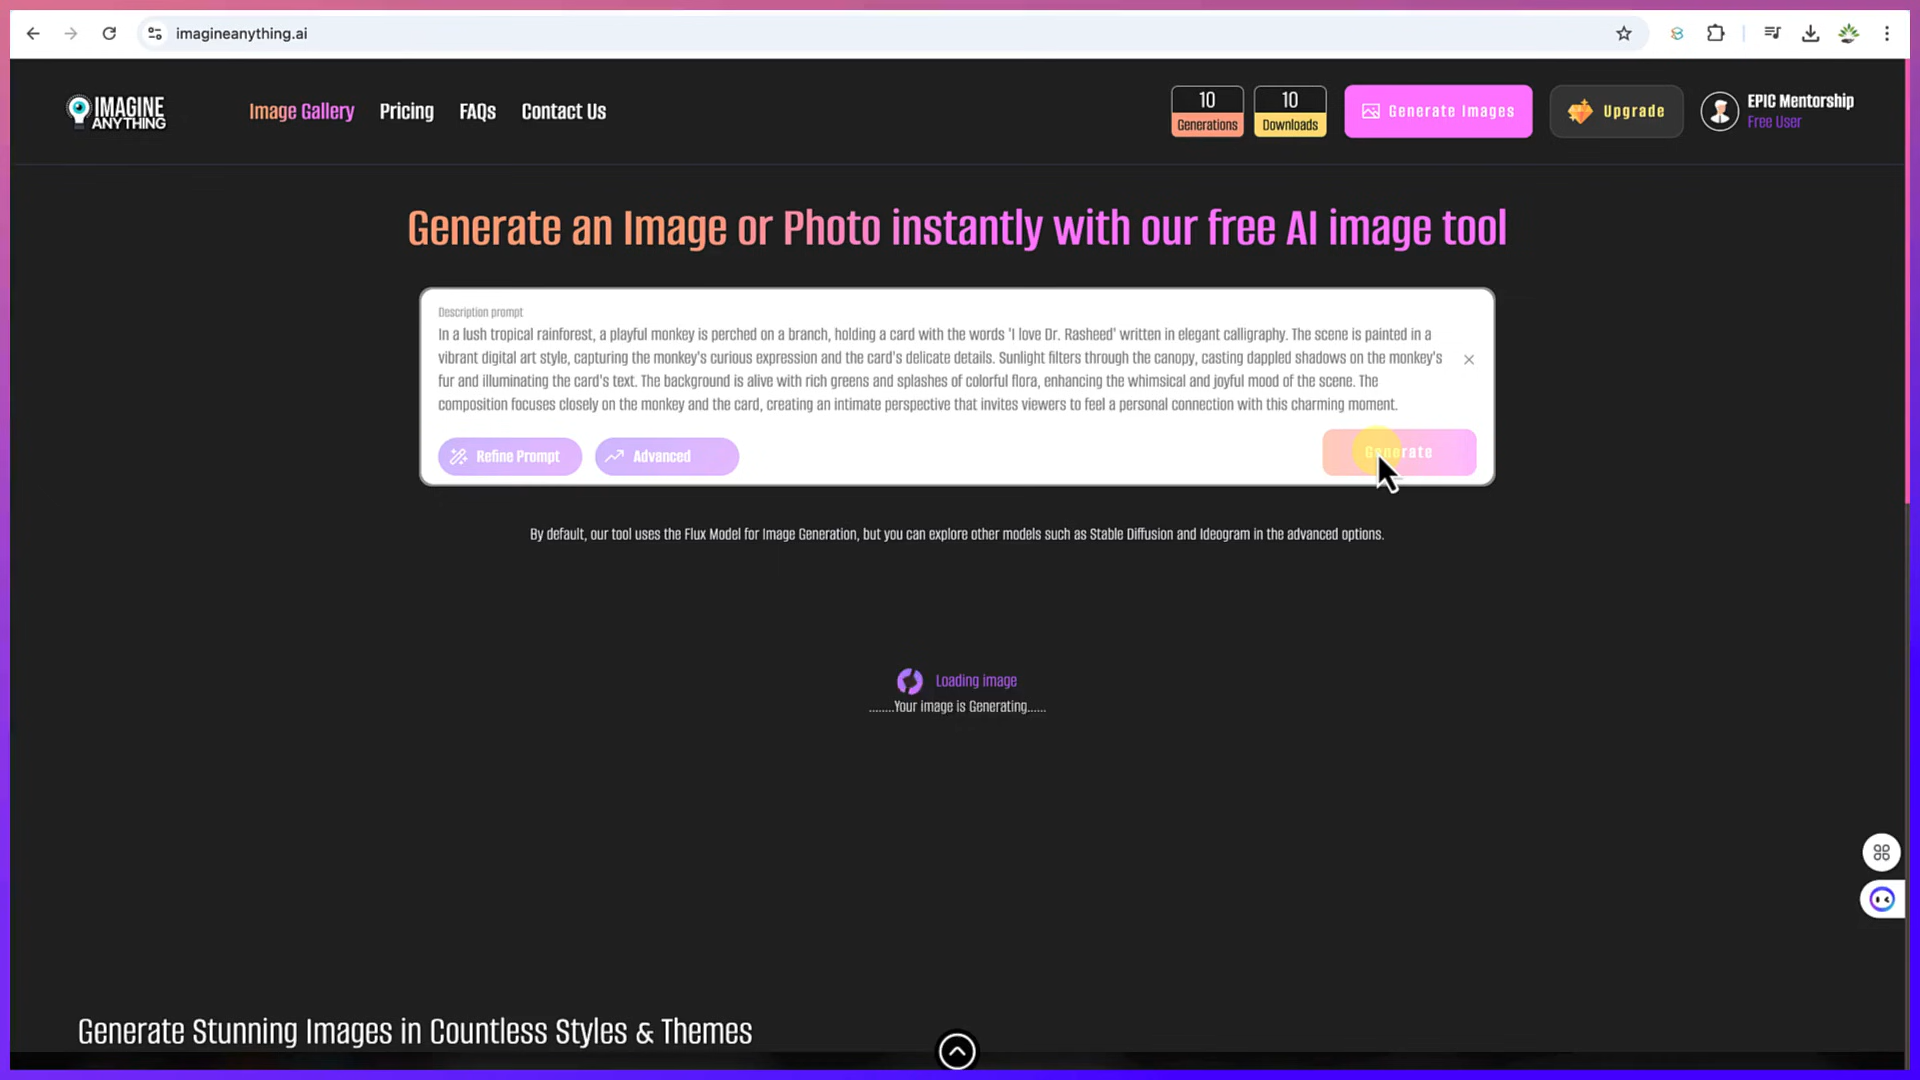 imagineanything.ai
IMAGINE
ANYTHING
Image Gallery
Pricing
FAQs
Contact Us
10
Generations
10
Downloads
Generate Images
Upgrade
EPIC Mentorship
Free User
Generate an Image or Photo instantly with our free AI image tool
Description prompt
In a lush tropical rainforest, a playful monkey is perched on a branch, holding a card with the words 'I love Dr. Rasheed' written in elegant calligraphy. The scene is painted in a
vibrant digital art style, capturing the monkey's curious expression and the card's delicate details. Sunlight filters through the canopy, casting dappled shadows on the monkey's
fur and illuminating the card's text. The background is alive with rich greens and splashes of colorful flora, enhancing the whimsical and joyful mood of the scene. The
composition focuses closely on the monkey and the card, creating an intimate perspective that invites viewers to feel a personal connection with this charming moment.
Refine Prompt
Advanced
Generate
By default, our tool uses the Flux Model for Image Generation, but you can explore other models such as Stable Diffusion and Ideogram in the advanced options.
Loading image
........Your image is Generating......
Generate Stunning Images in Countless Styles & Themes